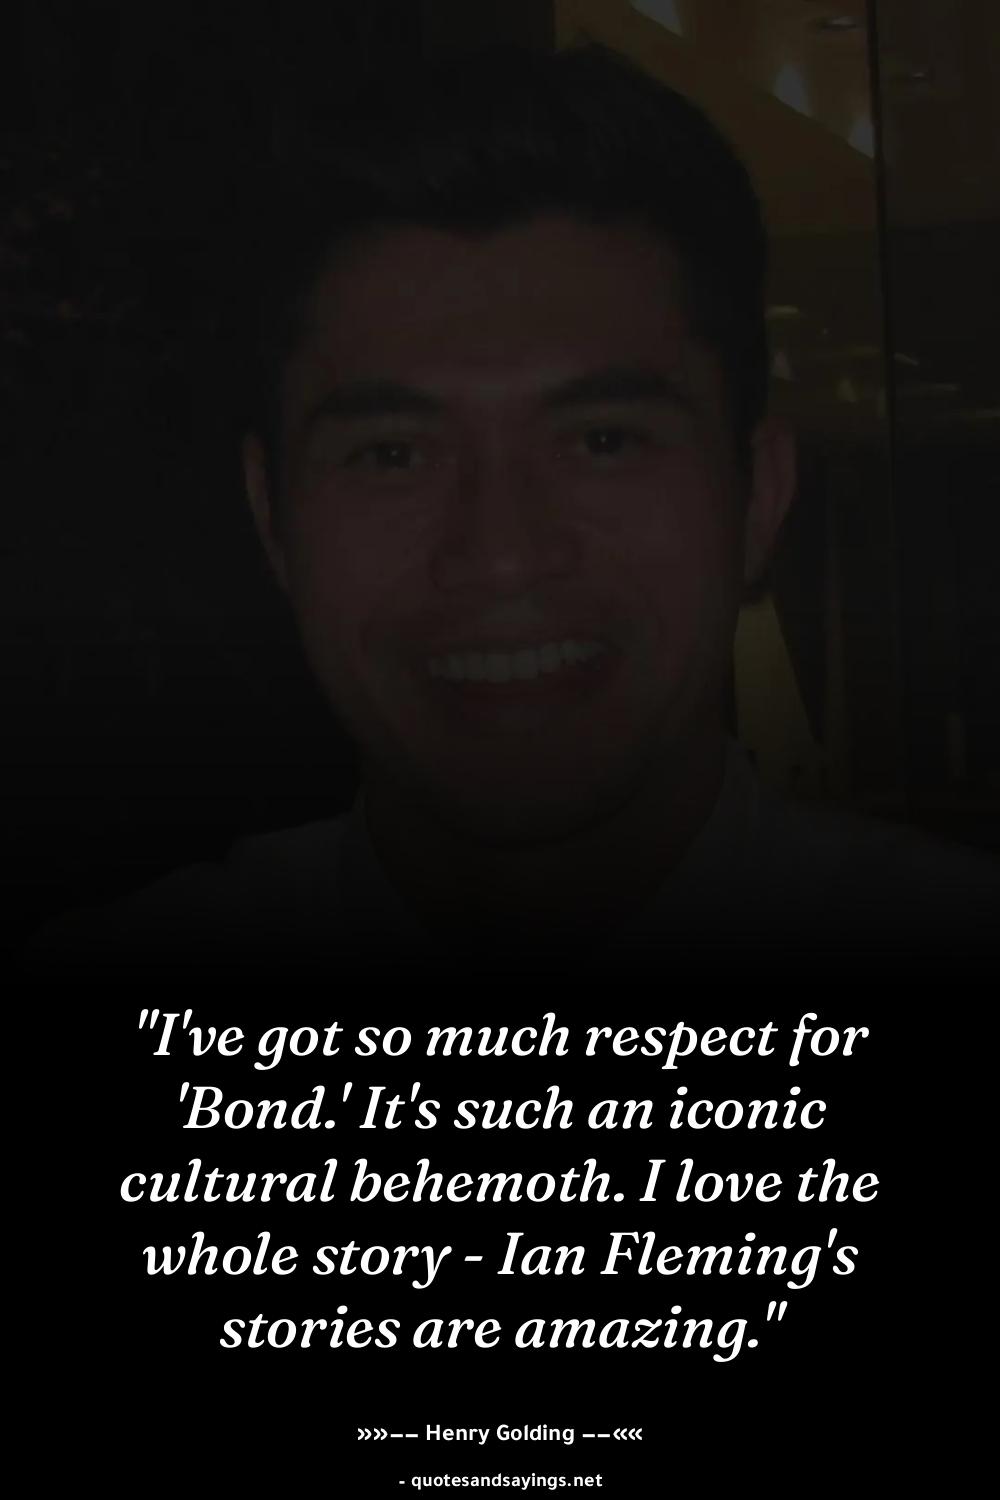 "I've got so much respect for
'Bond.' It's such an iconic
cultural behemoth. I love the
whole story - Ian Fleming's
stories are amazing."
»»−− Henry Golding −−««
- quotesandsayings.net